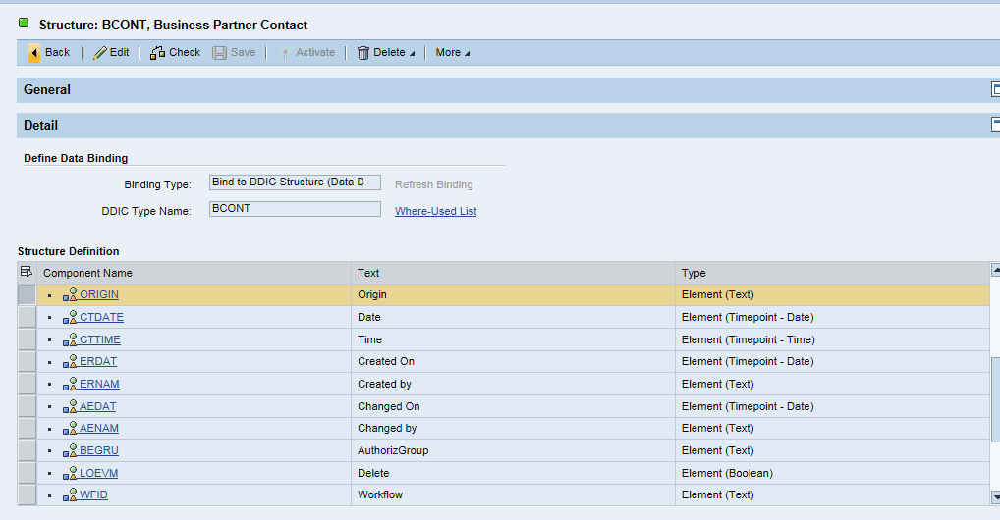 Structure: BCONT, Business Partner Contact
Back Edit Check Save Activate Delete More
General
Detail
Define Data Binding
Binding Type: Bind to DDIC Structure (Data D Refresh Binding
DDIC Type Name: BCONT Where-Used List
Structure Definition
Component Name Text Type
ORIGIN Origin Element (Text)
CTDATE Date Element (Timepoint - Date)
CTTIME Time Element (Timepoint - Time)
ERDAT Created On Element (Timepoint - Date)
ERNAM Created by Element (Text)
AEDAT Changed On Element (Timepoint - Date)
AENAM Changed by Element (Text)
BEGRU AuthorizGroup Element (Text)
LOEVM Delete Element (Boolean)
WFID Workflow Element (Text)